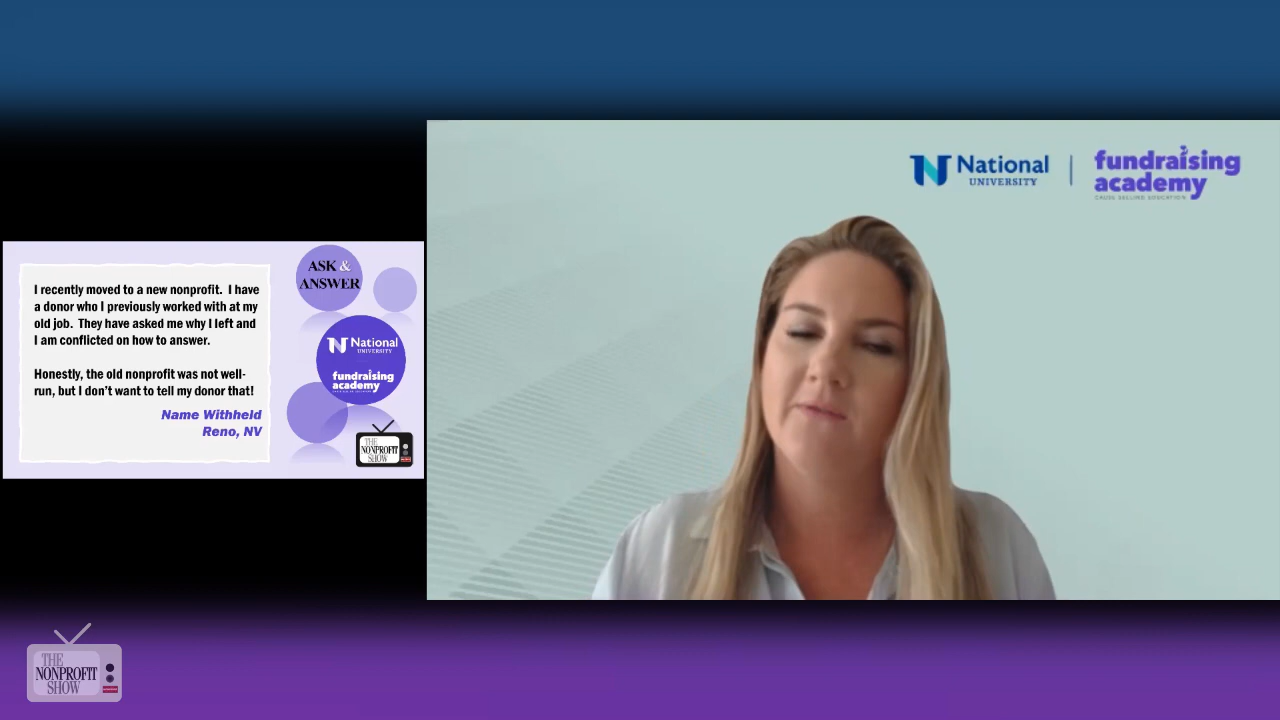 I recently moved to a new nonprofit. I have
a donor who I previously worked with at my
old job. They have asked me why I left and
I am conflicted on how to answer.
Honestly, the old nonprofit was not well-
run, but I don't want to tell my donor that!
Name Withheld
Reno, NV
ASK &
ANSWER
National
UNIVERSITY
fundraising
academy
THE
NONPROFIT
SHOW
National
UNIVERSITY
fundraising
academy
CAUSE SELLING EDUCATION
THE
NONPROFIT
SHOW